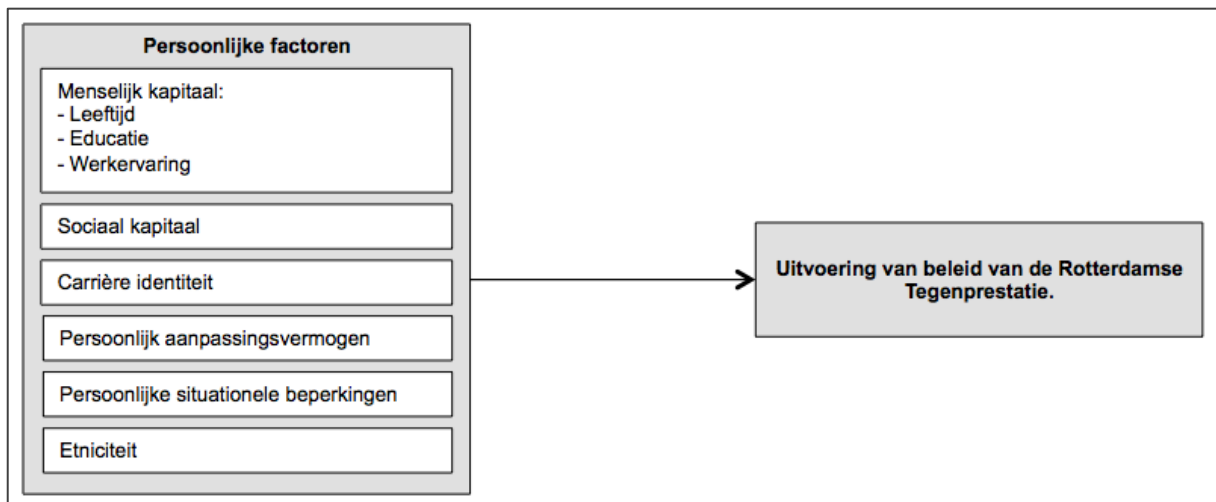 Persoonlijke factoren
Menselijk kapitaal:
- Leeftijd
- Educatie
- Werkervaring
Sociaal kapitaal
Carrière identiteit
Persoonlijk aanpassingsvermogen
Persoonlijke situationele beperkingen
Etniciteit
Uitvoering van beleid van de Rotterdamse
Tegenprestatie.